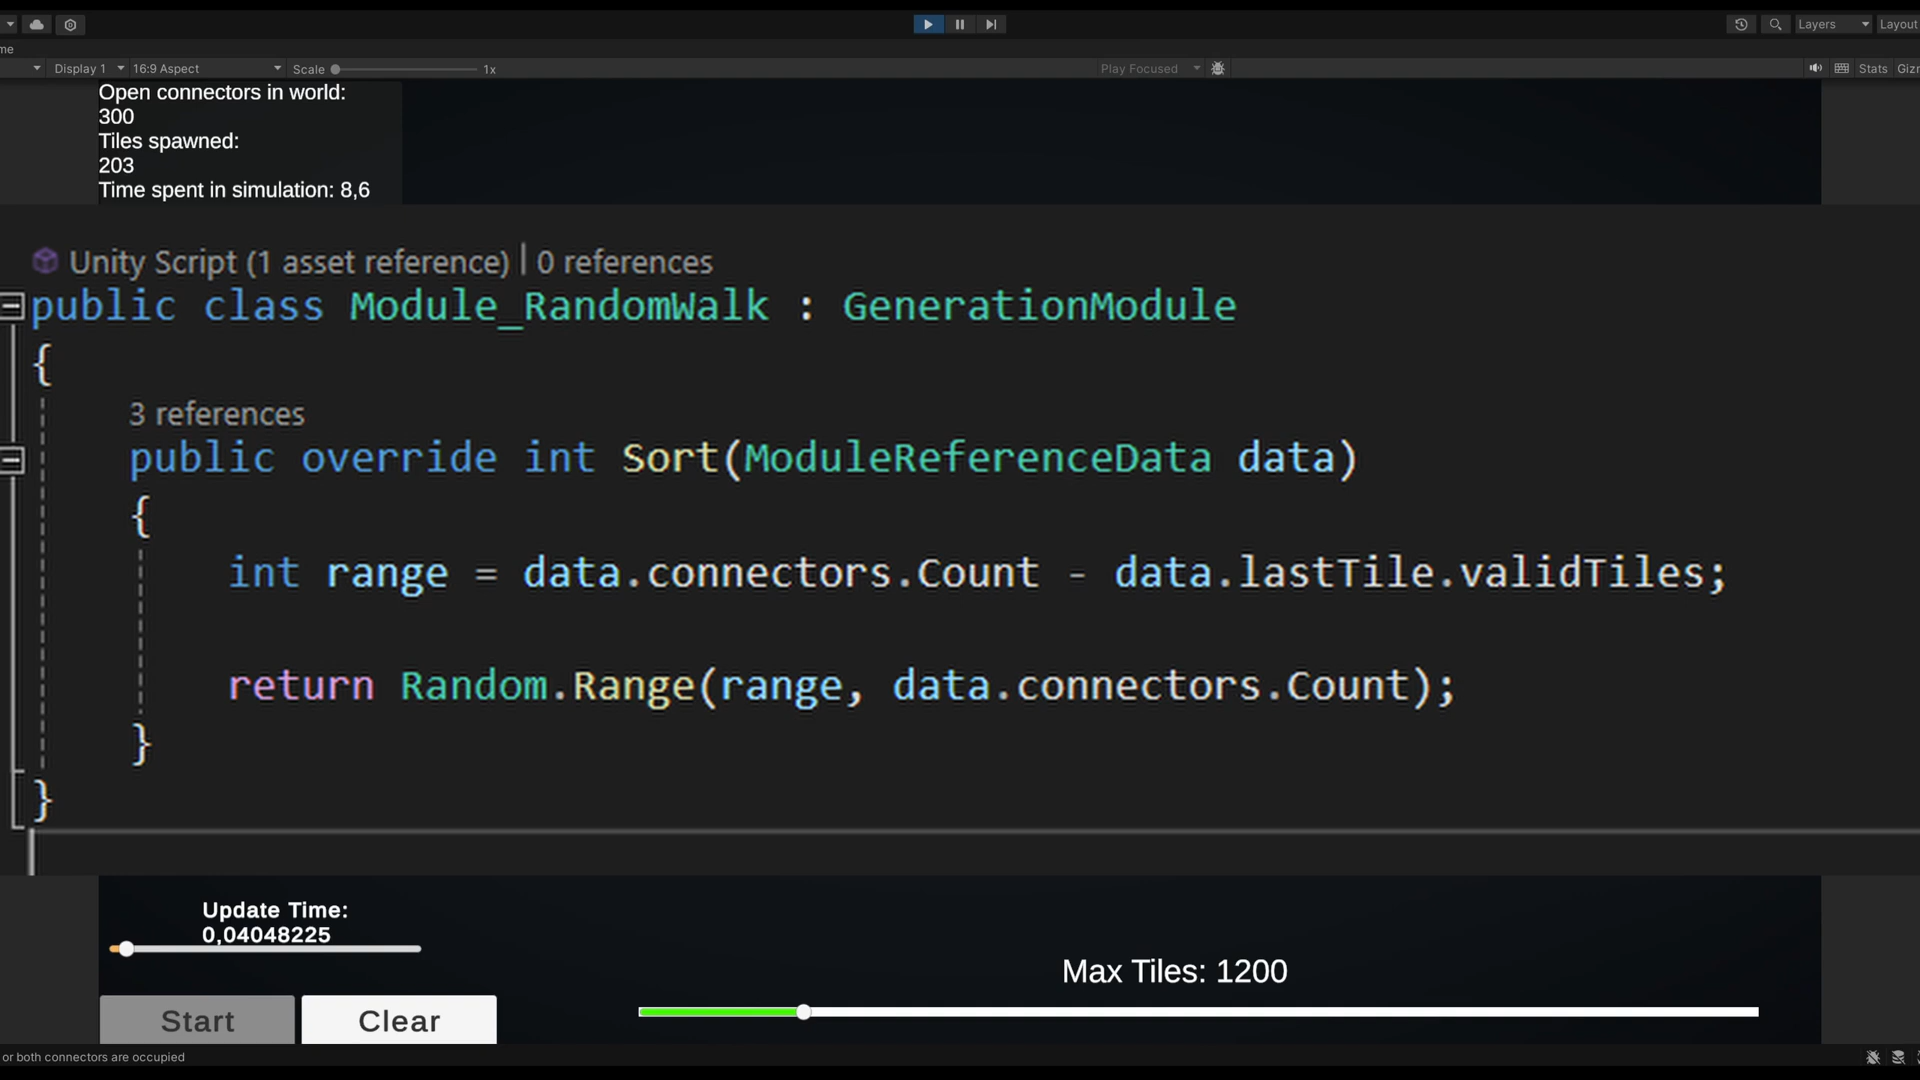 Layers
Layout
me
Display 1
16:9 Aspect
Scale
1x
Play Focused
Stats
Giz
Open connectors in world:
300
Tiles spawned:
203
Time spent in simulation: 8,6
Unity Script (1 asset reference) | 0 references
public class Module_RandomWalk : GenerationModule
{
3 references
public override int Sort(ModuleReferenceData data)
{
int range = data.connectors.Count - data.lastTile.validTiles;
return Random.Range(range, data.connectors.Count);
}
}
Update Time:
0,04048225
Max Tiles: 1200
Start
Clear
or both connectors are occupied